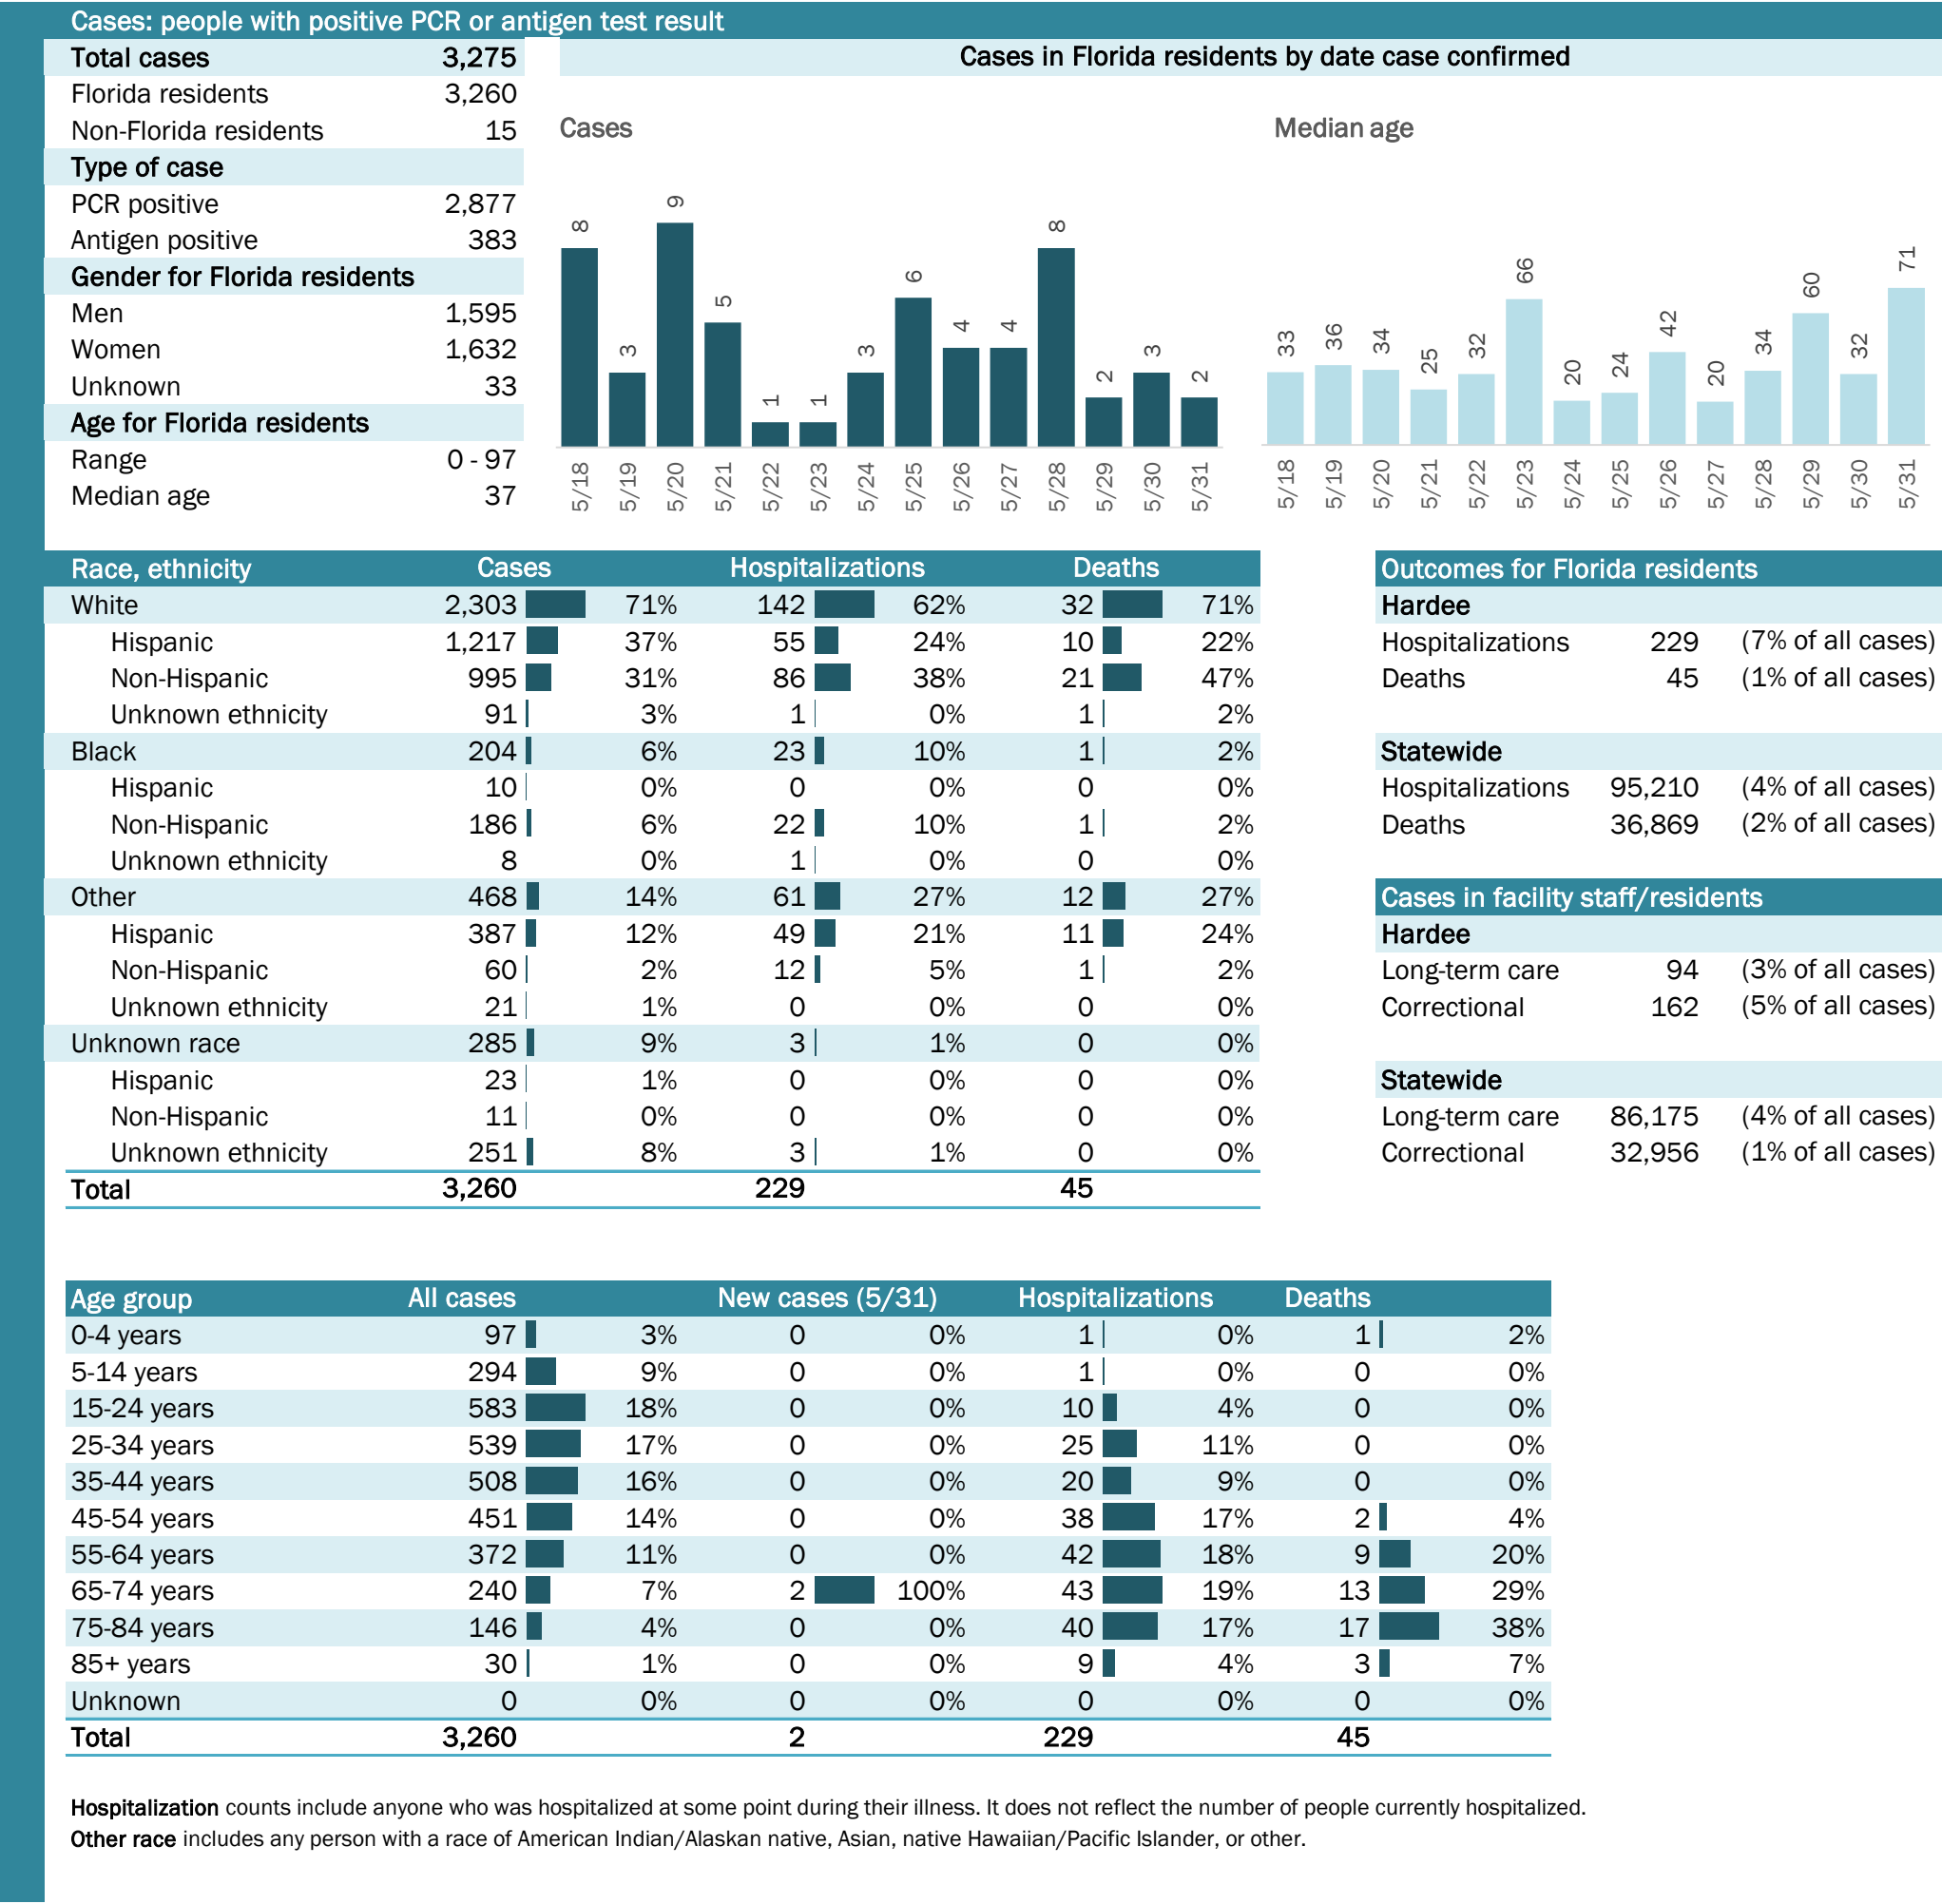 Cases: people with positive PCR or antigen test result
Total cases 3,275
Florida residents 3,260
Non-Florida residents 15
Type of case
PCR positive 2,877
Antigen positive 383
Gender for Florida residents
Men 1,595
Women 1,632
Unknown 33
Age for Florida residents
Range 0 - 97
Median age 37
Cases in Florida residents by date case confirmed
Cases
8 3 9 5 1 1 3 6 4 4 8 2 3 2
5/18 5/19 5/20 5/21 5/22 5/23 5/24 5/25 5/26 5/27 5/28 5/29 5/30 5/31
Median age
33 36 34 25 32 66 20 24 42 20 34 60 32 71
5/18 5/19 5/20 5/21 5/22 5/23 5/24 5/25 5/26 5/27 5/28 5/29 5/30 5/31
Race, ethnicity Cases Hospitalizations Deaths
White 2,303 71% 142 62% 32 71%
Hispanic 1,217 37% 55 24% 10 22%
Non-Hispanic 995 31% 86 38% 21 47%
Unknown ethnicity 91 3% 1 0% 1 2%
Black 204 6% 23 10% 1 2%
Hispanic 10 0% 0 0% 0 0%
Non-Hispanic 186 6% 22 10% 1 2%
Unknown ethnicity 8 0% 1 0% 0 0%
Other 468 14% 61 27% 12 27%
Hispanic 387 12% 49 21% 11 24%
Non-Hispanic 60 2% 12 5% 1 2%
Unknown ethnicity 21 1% 0 0% 0 0%
Unknown race 285 9% 3 1% 0 0%
Hispanic 23 1% 0 0% 0 0%
Non-Hispanic 11 0% 0 0% 0 0%
Unknown ethnicity 251 8% 3 1% 0 0%
Total 3,260 229 45
Outcomes for Florida residents
Hardee
Hospitalizations 229 (7% of all cases)
Deaths 45 (1% of all cases)
Statewide
Hospitalizations 95,210 (4% of all cases)
Deaths 36,869 (2% of all cases)
Cases in facility staff/residents
Hardee
Long-term care 94 (3% of all cases)
Correctional 162 (5% of all cases)
Statewide
Long-term care 86,175 (4% of all cases)
Correctional 32,956 (1% of all cases)
Age group All cases New cases (5/31) Hospitalizations Deaths
0-4 years 97 3% 0 0% 1 0% 1 2%
5-14 years 294 9% 0 0% 1 0% 0 0%
15-24 years 583 18% 0 0% 10 4% 0 0%
25-34 years 539 17% 0 0% 25 11% 0 0%
35-44 years 508 16% 0 0% 20 9% 0 0%
45-54 years 451 14% 0 0% 38 17% 2 4%
55-64 years 372 11% 0 0% 42 18% 9 20%
65-74 years 240 7% 2 100% 43 19% 13 29%
75-84 years 146 4% 0 0% 40 17% 17 38%
85+ years 30 1% 0 0% 9 4% 3 7%
Unknown 0 0% 0 0% 0 0% 0 0%
Total 3,260 2 229 45
Hospitalization counts include anyone who was hospitalized at some point during their illness. It does not reflect the number of people currently hospitalized.
Other race includes any person with a race of American Indian/Alaskan native, Asian, native Hawaiian/Pacific Islander, or other.